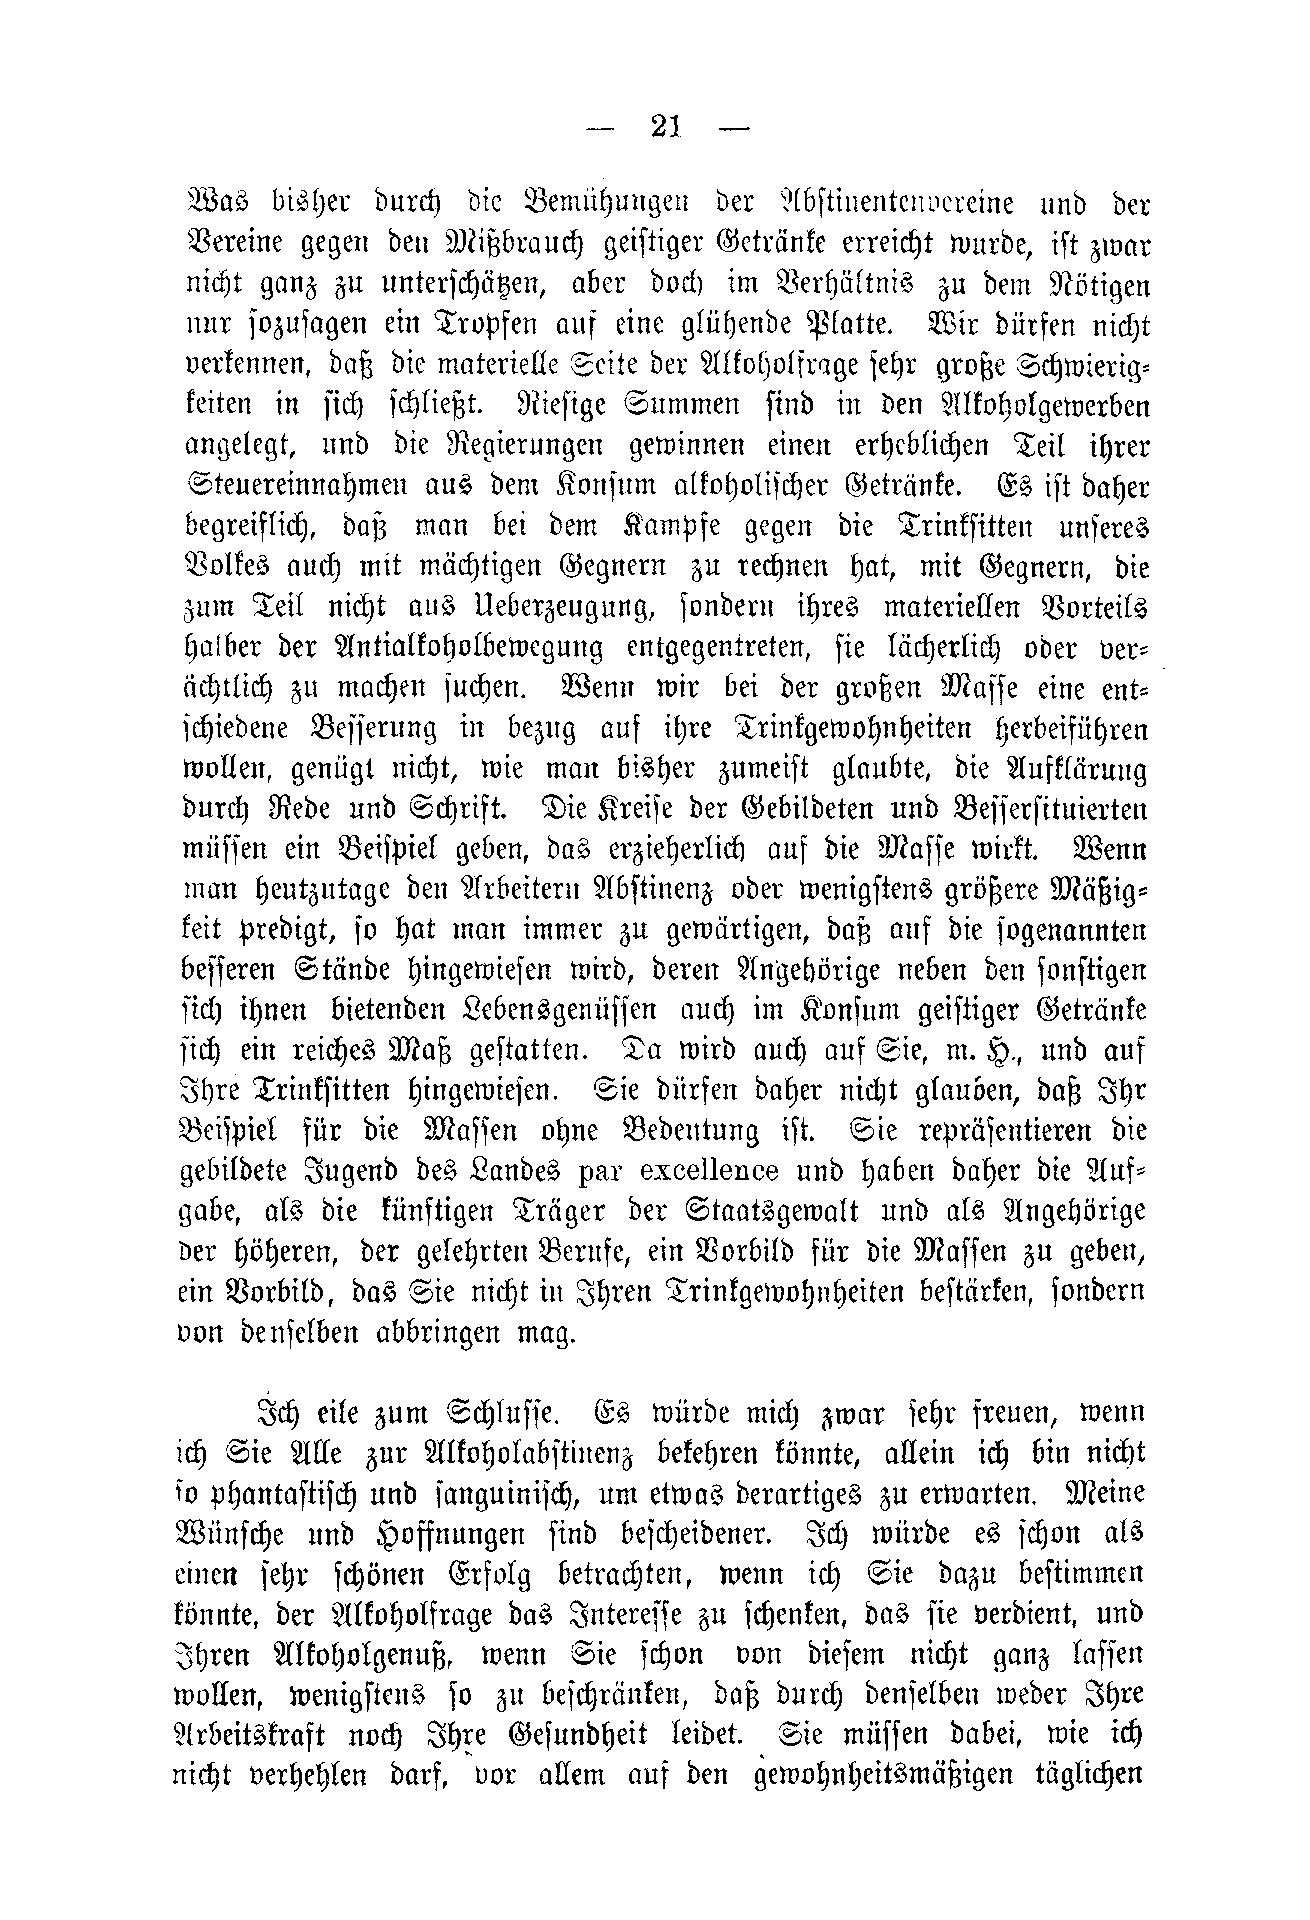 — 21 —
Was bisher durch die Bemühungen der Abstinentenvereine und der
Vereine gegen den Mißbrauch geistiger Getränke erreicht wurde, ist zwar
nicht ganz zu unterschätzen, aber doch im Verhältnis zu dem Nötigen
nur sozusagen ein Tropfen auf eine glühende Platte. Wir dürfen nicht
verkennen, daß die materielle Seite der Alkoholfrage sehr große Schwierig-
keiten in sich schließt. Riesige Summen sind in den Alkoholgewerben
angelegt, und die Regierungen gewinnen einen erheblichen Teil ihrer
Steuereinnahmen aus dem Konsum alkoholischer Getränke. Es ist daher
begreiflich, daß man bei dem Kampfe gegen die Trinksitten unseres
Volkes auch mit mächtigen Gegnern zu rechnen hat, mit Gegnern, die
zum Teil nicht aus Ueberzeugung, sondern ihres materiellen Vorteils
halber der Antialkoholbewegung entgegentreten, sie lächerlich oder ver-
ächtlich zu machen suchen. Wenn wir bei der großen Masse eine ent-
schiedene Besserung in bezug auf ihre Trinkgewohnheiten herbeiführen
wollen, genügt nicht, wie man bisher zumeist glaubte, die Aufklärung
durch Rede und Schrift. Die Kreise der Gebildeten und Bessersituierten
müssen ein Beispiel geben, das erzieherlich auf die Masse wirkt. Wenn
man heutzutage den Arbeitern Abstinenz oder wenigstens größere Mäßig-
keit predigt, so hat man immer zu gewärtigen, daß auf die sogenannten
besseren Stände hingewiesen wird, deren Angehörige neben den sonstigen
sich ihnen bietenden Lebensgenüssen auch im Konsum geistiger Getränke
sich ein reiches Maß gestatten. Da wird auch auf Sie, m. H., und auf
Ihre Trinksitten hingewiesen. Sie dürfen daher nicht glauben, daß Ihr
Beispiel für die Massen ohne Bedeutung ist. Sie repräsentieren die
gebildete Jugend des Landes par excellence und haben daher die Auf-
gabe, als die künftigen Träger der Staatsgewalt und als Angehörige
der höheren, der gelehrten Berufe, ein Vorbild für die Massen zu geben,
ein Vorbild, das Sie nicht in Ihren Trinkgewohnheiten bestärken, sondern
von denselben abbringen mag.
Ich eile zum Schlusse. Es würde mich zwar sehr freuen, wenn
ich Sie Alle zur Alkoholabstinenz bekehren könnte, allein ich bin nicht
so phantastisch und sanguinisch, um etwas derartiges zu erwarten. Meine
Wünsche und Hoffnungen sind bescheidener. Ich würde es schon als
einen sehr schönen Erfolg betrachten, wenn ich Sie dazu bestimmen
könnte, der Alkoholfrage das Interesse zu schenken, das sie verdient, und
Ihren Alkoholgenuß, wenn Sie schon von diesem nicht ganz lassen
wollen, wenigstens so zu beschränken, daß durch denselben weder Ihre
Arbeitskraft noch Ihre Gesundheit leidet. Sie müssen dabei, wie ich
nicht verhehlen darf, vor allem auf den gewohnheitsmäßigen täglichen